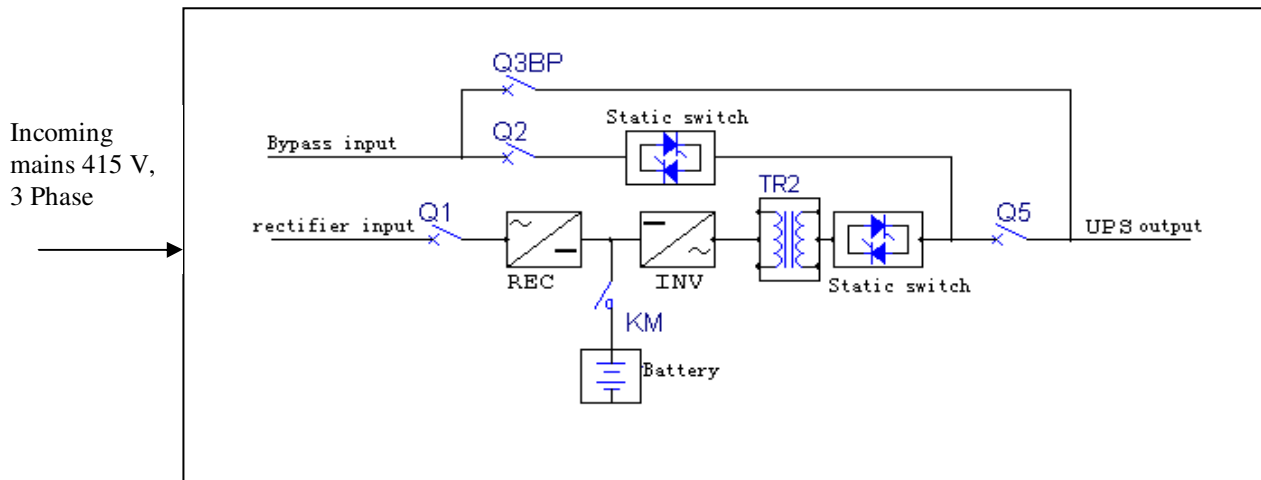 Incoming
mains 415 V,
3 Phase
Q3BP
Bypass input
Q2
Static switch
rectifier input
Q1
REC
INV
TR2
Static switch
Q5
UPS output
KM
Battery